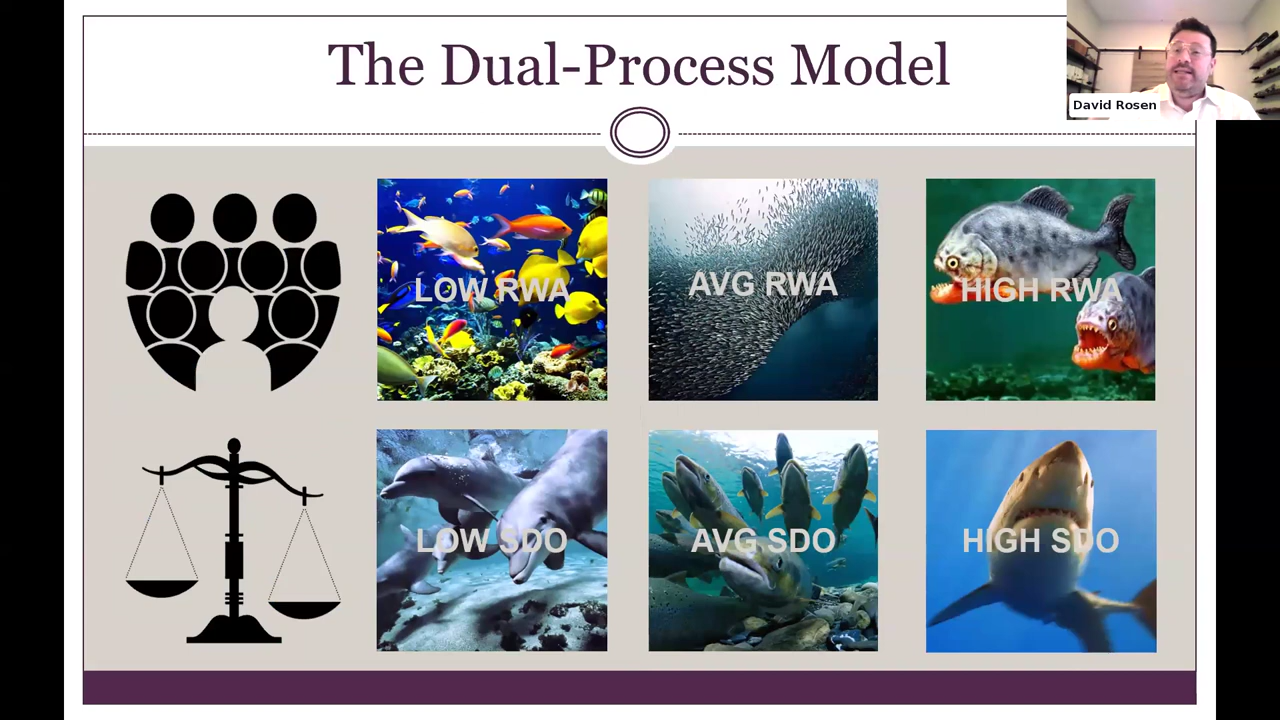 The Dual-Process Model
David Rosen
LOW RWA
AVG RWA
HIGH RWA
LOW SDO
AVG SDO
HIGH SDO